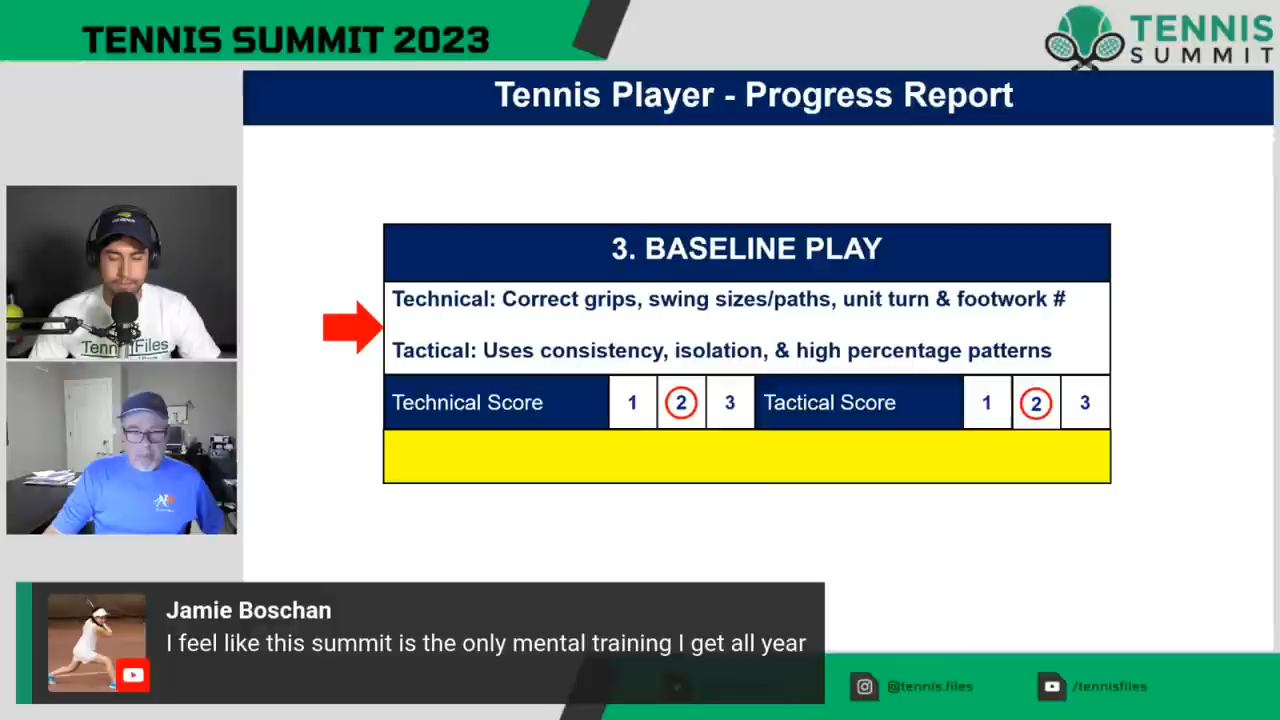 TENNIS SUMMIT 2023
TENNIS
SUMMIT
Tennis Player - Progress Report
3. BASELINE PLAY
Technical: Correct grips, swing sizes/paths, unit turn & footwork #
Tactical: Uses consistency, isolation, & high percentage patterns
Technical Score 1 2 3 Tactical Score 1 2 3
Jamie Boschan
I feel like this summit is the only mental training I get all year
@tennis.files
/tennisfiles